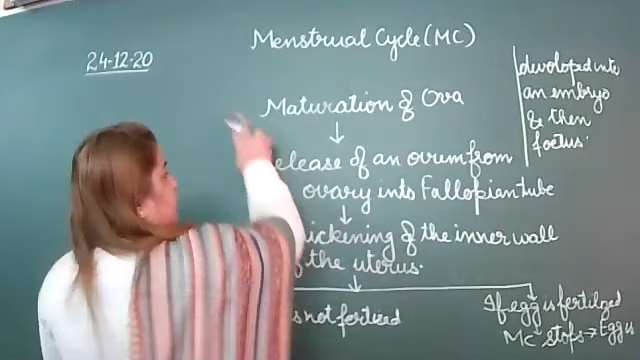 24-12-20
Menstrual Cycle (MC)
Maturation of Ova
elease of an ovum from
ovary into Fallopian tube
ickening of the inner wall
f the uterus.
s not fertized
If egg is fertilized
Mc stops → Egg is
devoloped into
an embryo
& then
foetus.